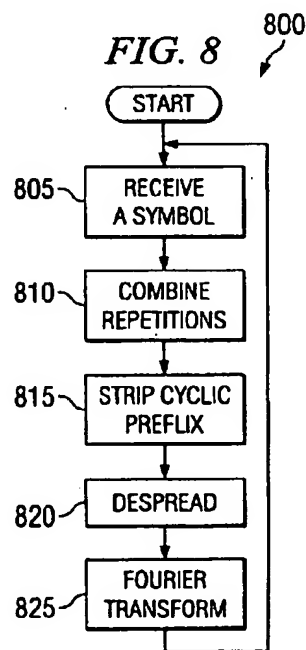 FIG. 8
800
START
805
RECEIVE
A SYMBOL
810
COMBINE
REPETITIONS
815
STRIP CYCLIC
PREFLIX
820
DESPREAD
825
FOURIER
TRANSFORM